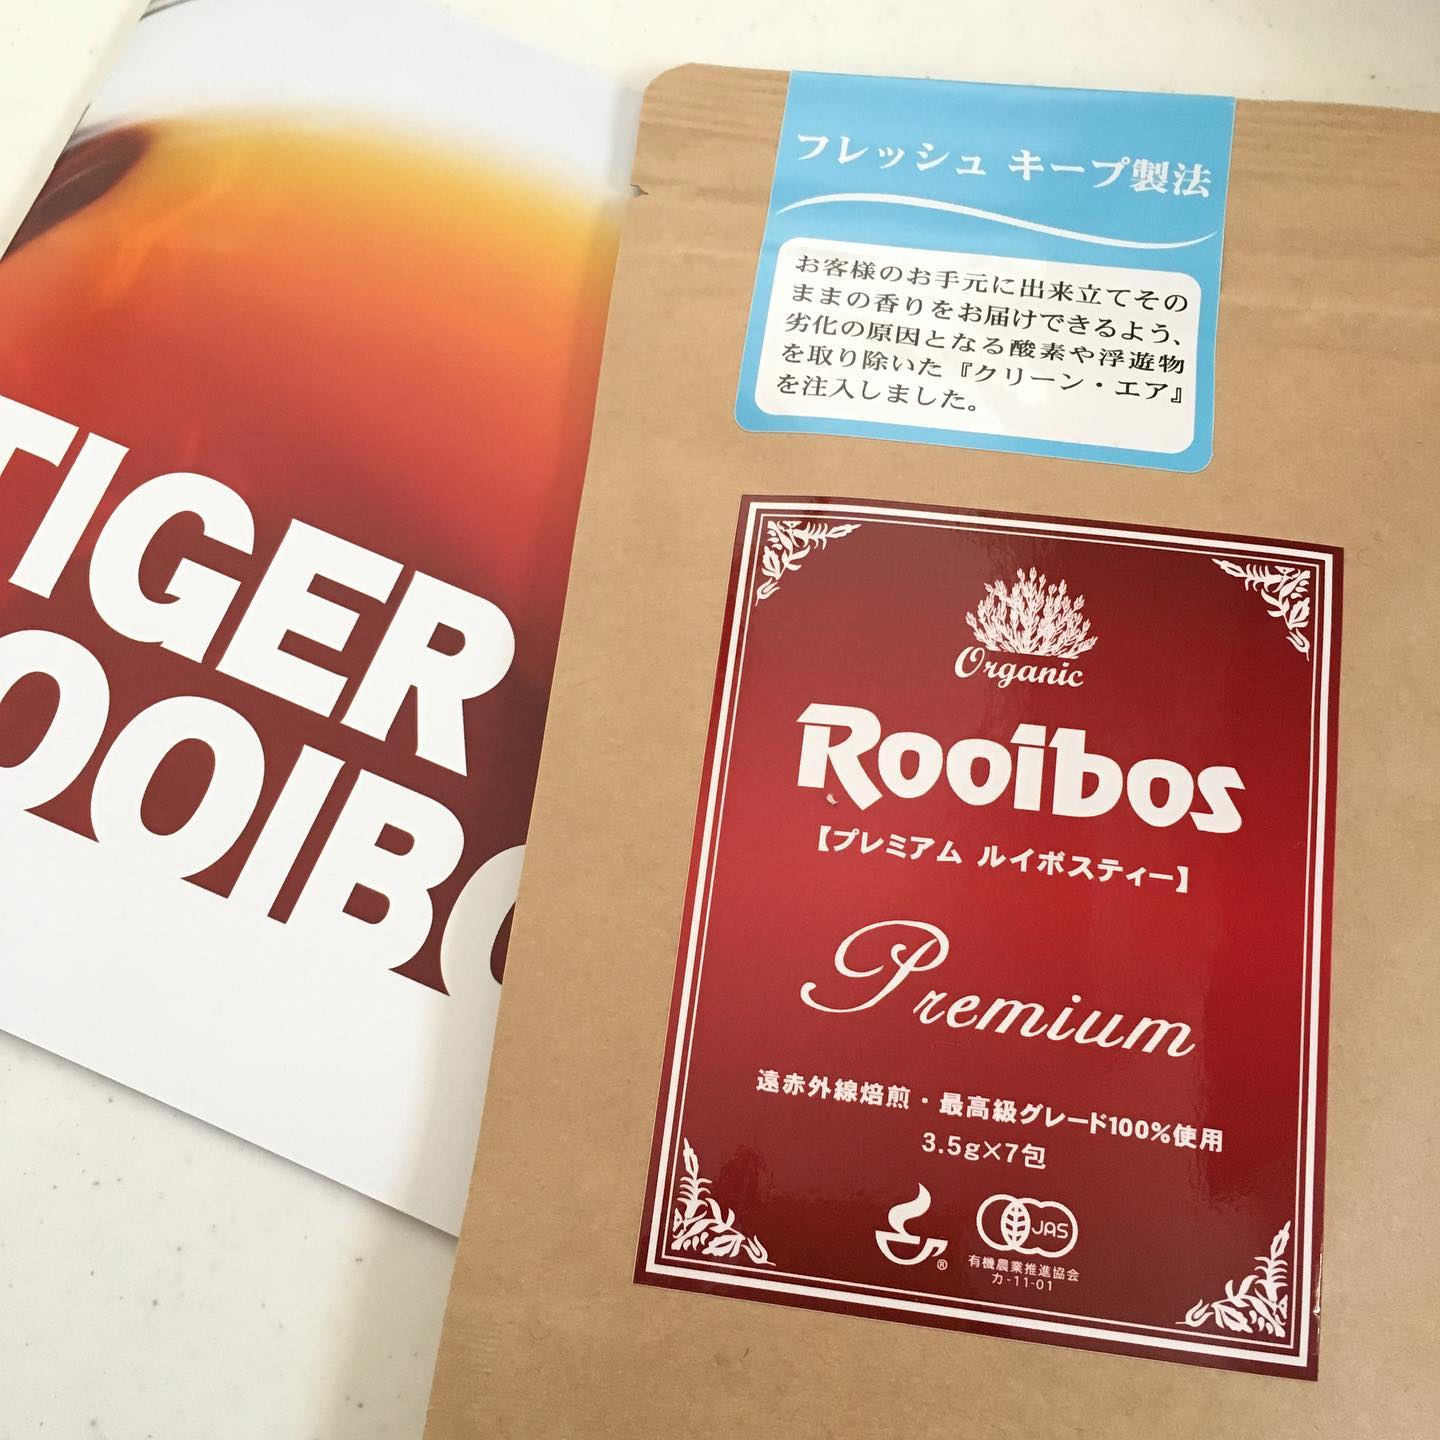 TIGER
OOIBO
フレッシュ キープ製法
お客様のお手元に出来立てその
ままの香りをお届けできるよう、
劣化の原因となる酸素や浮遊物
を取り除いた『クリーン・エア』
を注入しました。
Organic
Rooibos
【プレミアム ルイボスティー】
Premium
遠赤外線焙煎・最高級グレード100%使用
3.5g×7包
®
JAS
有機農業推進協会
カ-11-01